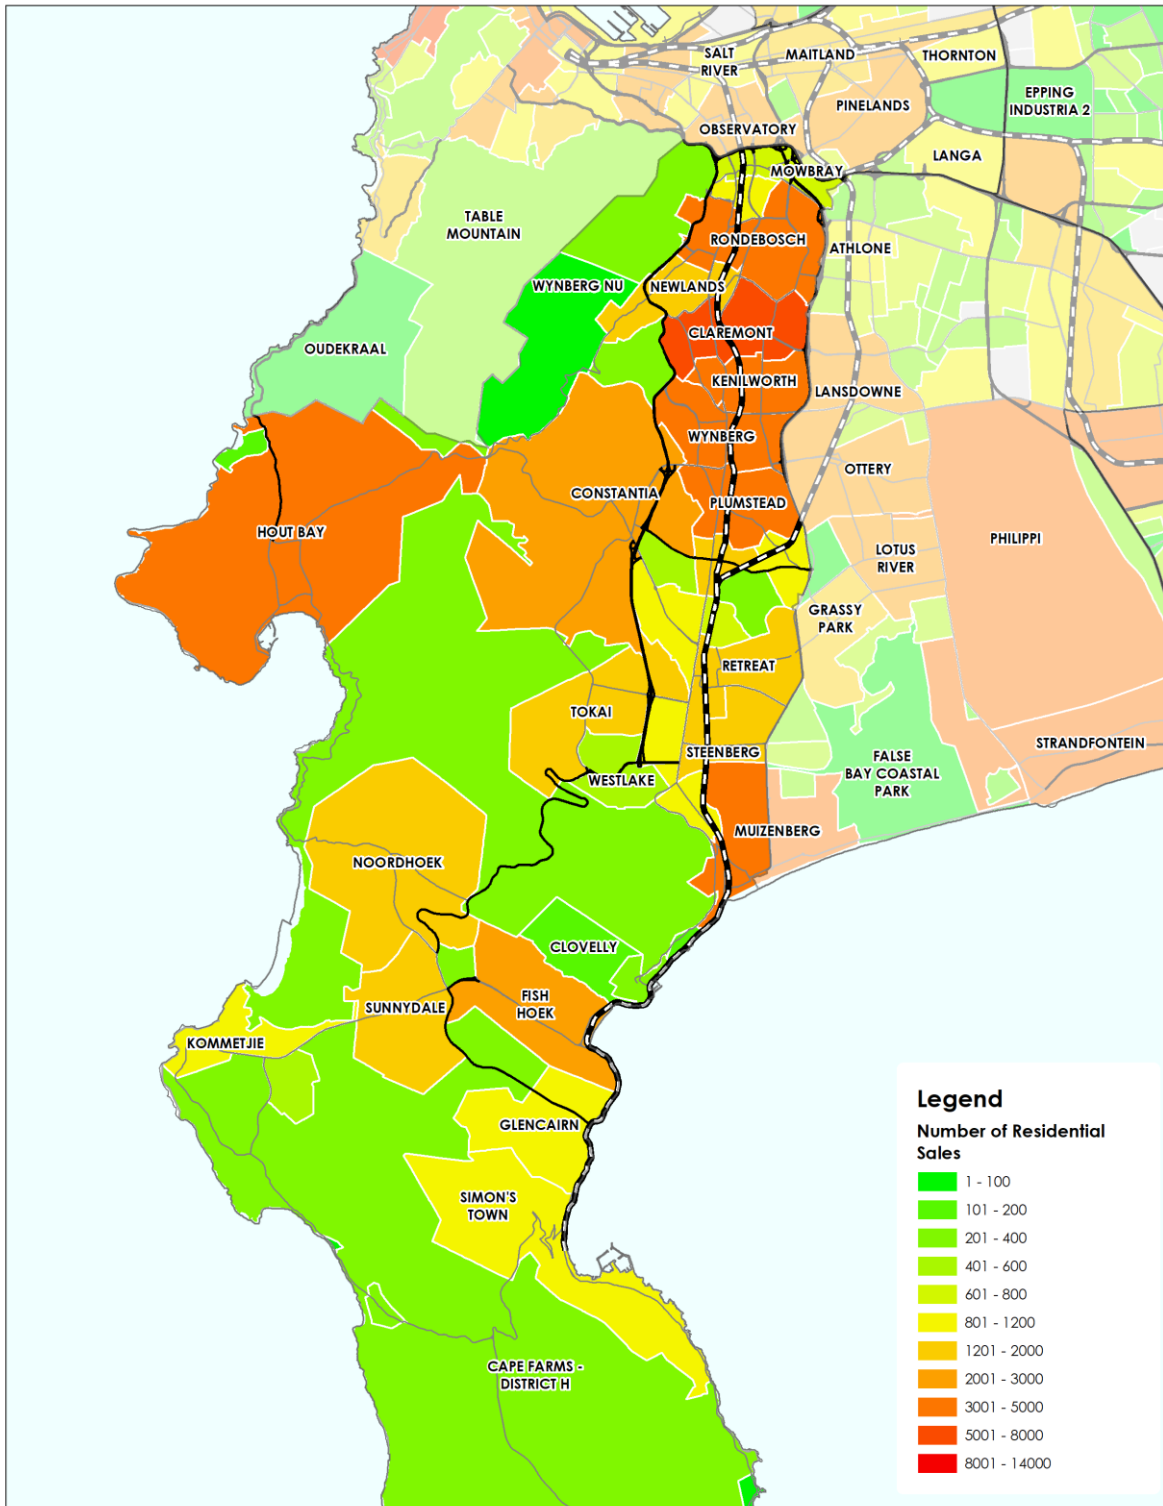 SALT
RIVER
MAITLAND
THORNTON
EPPING
INDUSTRIA 2
PINELANDS
OBSERVATORY
LANGA
MOWBRAY
TABLE
MOUNTAIN
RONDEBOSCH
ATHLONE
WYNBERG NU
NEWLANDS
CLAREMONT
OUDEKRAAL
KENILWORTH
LANSDOWNE
WYNBERG
OTTERY
CONSTANTIA
PLUMSTEAD
HOUT BAY
PHILIPPI
LOTUS
RIVER
GRASSY
PARK
RETREAT
TOKAI
STRANDFONTEIN
STEENBERG
FALSE
BAY COASTAL
PARK
WESTLAKE
MUIZENBERG
NOORDHOEK
CLOVELLY
FISH
HOEK
SUNNYDALE
KOMMETJIE
GLENCAIRN
SIMON'S
TOWN
CAPE FARMS -
DISTRICT H
Legend
Number of Residential
Sales
1 - 100
101 - 200
201 - 400
401 - 600
601 - 800
801 - 1200
1201 - 2000
2001 - 3000
3001 - 5000
5001 - 8000
8001 - 14000